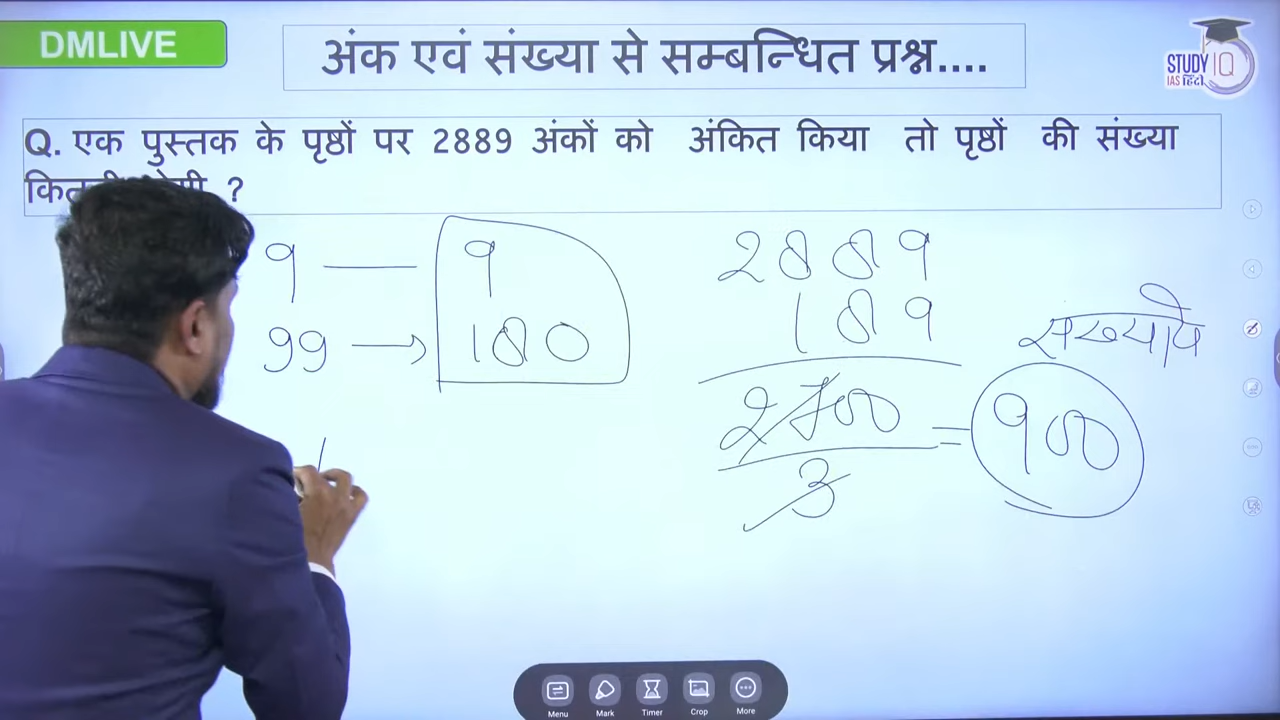 DMLIVE
अंक एवं संख्या से सम्बन्धित प्रश्न....
STUDY IQ
IAS हिंदी
Q. एक पुस्तक के पृष्ठों पर 2889 अंकों को अंकित किया तो पृष्ठों की संख्या
?
9 — 9
99 → 180
2889
189
2700
3
= 900
Menu Mark Timer Crop More